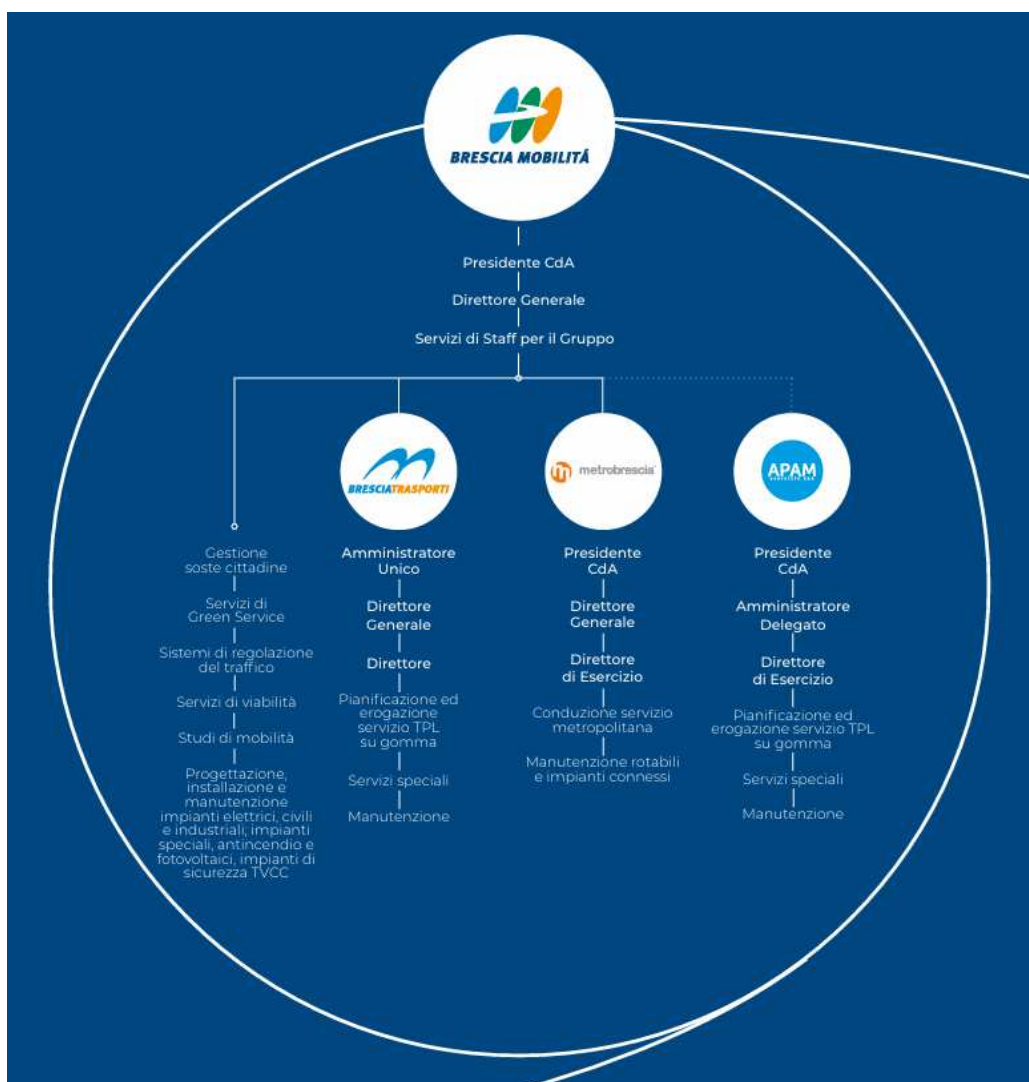 BRESCIA MOBILITÁ
Presidente CdA
Direttore Generale
Servizi di Staff per il Gruppo
Gestione
soste cittadine
Servizi di
Green Service
Sistemi di regolazione
del traffico
Servizi di viabilità
Studi di mobilità
Progettazione,
installazione e
manutenzione
impianti elettrici, civili
e industriali; impianti
speciali, antincendio e
fotovoltaici, impianti di
sicurezza TVCC
BRESCIATRASPORTI
Amministratore
Unico
Direttore
Generale
Direttore
Pianificazione ed
erogazione
servizio TPL
su gomma
Servizi speciali
Manutenzione
m metrobrescia
Presidente
CdA
Direttore
Generale
Direttore
di Esercizio
Conduzione servizio
metropolitana
Manutenzione rotabili
e impianti connessi
APAM
Presidente
CdA
Amministratore
Delegato
Direttore
di Esercizio
Pianificazione ed
erogazione servizio TPL
su gomma
Servizi speciali
Manutenzione